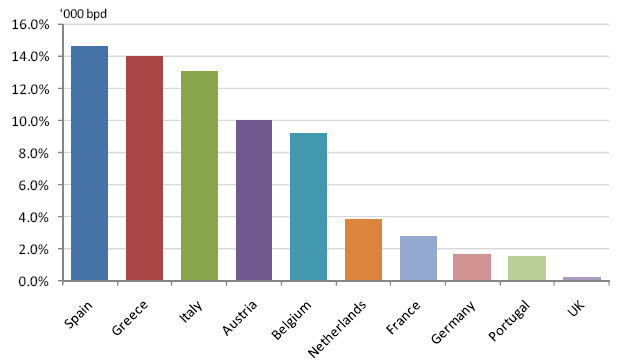 '000 bpd
16.0%
14.0%
12.0%
10.0%
8.0%
6.0%
4.0%
2.0%
0.0%
Spain
Greece
Italy
Austria
Belgium
Netherlands
France
Germany
Portugal
UK